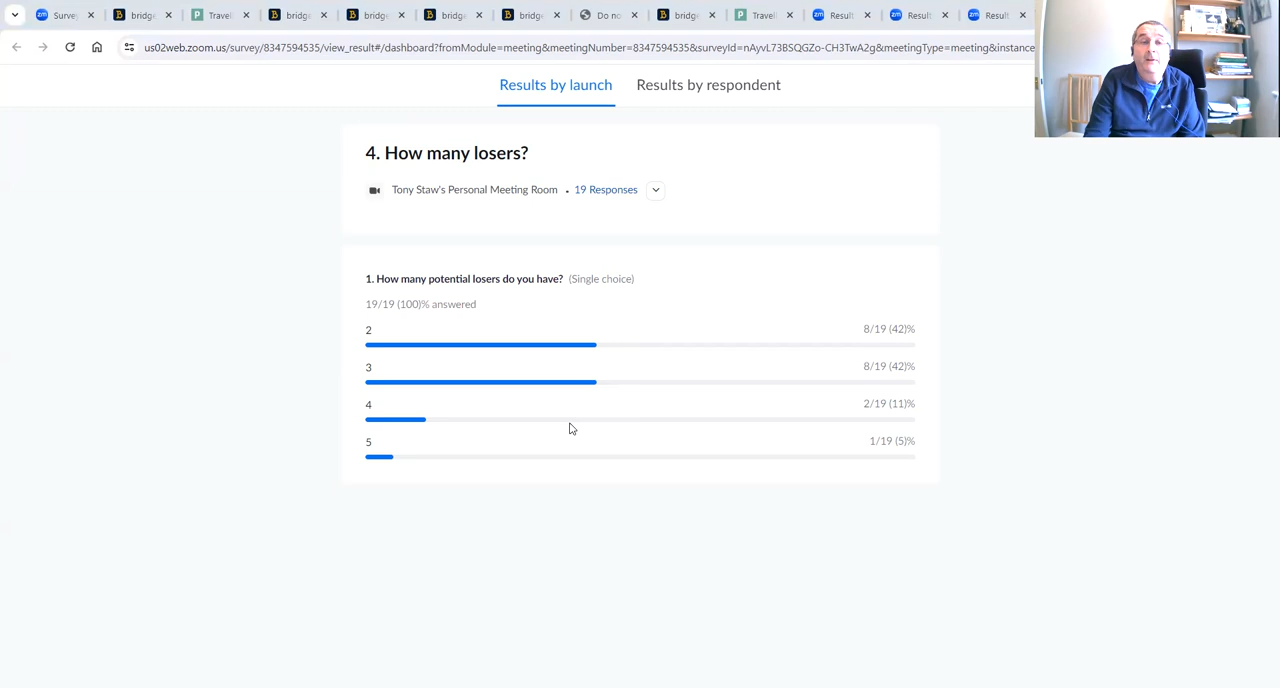 Surve bridge Travel bridge bridge bridge bridge Do no bridge Travel Result Result Result
us02web.zoom.us/survey/8347594535/view_result#/dashboard?fromModule=meeting&meetingNumber=8347594535&surveyId=nAyvL73BSQGZo-CH3TwA2g&meetingType=meeting&instance
Results by launch Results by respondent
4. How many losers?
Tony Staw's Personal Meeting Room • 19 Responses
1. How many potential losers do you have? (Single choice)
19/19 (100)% answered
2 8/19 (42)%
3 8/19 (42)%
4 2/19 (11)%
5 1/19 (5)%